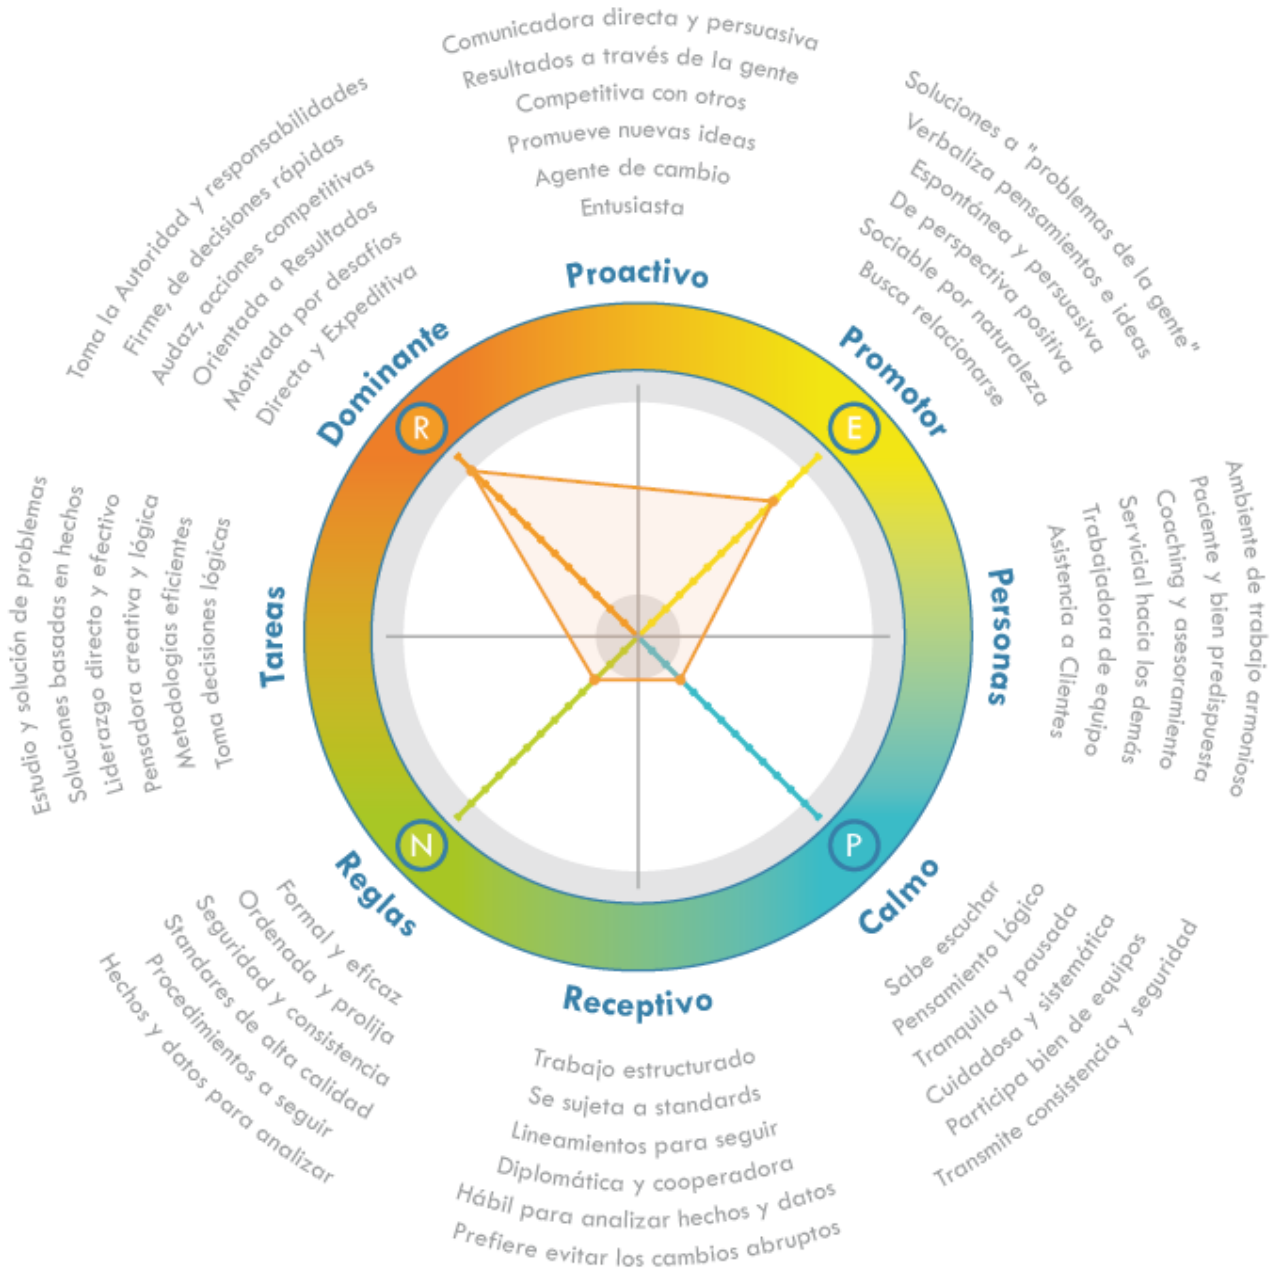 Comunicadora directa y persuasiva
Resultados a través de la gente
Competitiva con otros
Promueve nuevas ideas
Agente de cambio
Entusiasta
Proactivo
Soluciones a "problemas de la gente"
Verbaliza pensamientos e ideas
Espontánea y persuasiva
De perspectiva positiva
Sociable por naturaleza
Busca relacionarse
Promotor
E
Ambiente de trabajo armonioso
Paciente y bien predispuesta
Coaching y asesoramiento
Servicial hacia los demás
Trabajadora de equipo
Asistencia a Clientes
Personas
Sabe escuchar
Pensamiento Lógico
Tranquila y pausada
Cuidadosa y sistemática
Participa bien de equipos
Transmite consistencia y seguridad
Calmo
P
Receptivo
Trabajo estructurado
Se sujeta a standards
Lineamientos para seguir
Diplomática y cooperadora
Hábil para analizar hechos y datos
Prefiere evitar los cambios abruptos
Reglas
N
Formal y eficaz
Ordenada y prolija
Seguridad y consistencia
Standares de alta calidad
Procedimientos a seguir
Hechos y datos para analizar
Tareas
Estudio y solución de problemas
Soluciones basadas en hechos
Liderazgo directo y efectivo
Pensadora creativa y lógica
Metodologías eficientes
Toma decisiones lógicas
Dominante
R
Toma la Autoridad y responsabilidades
Firme, de decisiones rápidas
Audaz, acciones competitivas
Orientada a Resultados
Motivada por desafíos
Directa y Expeditiva